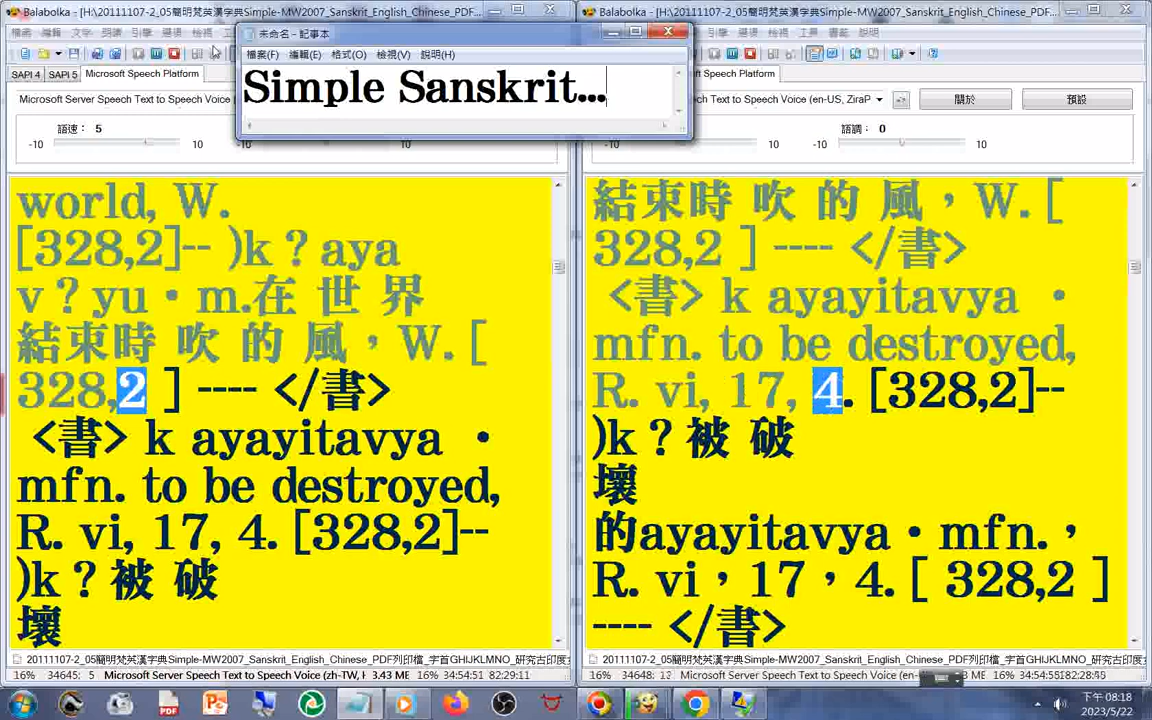 Balabolka - [H:\20111107-2_05簡明梵英漢字典Simple-MW2007_Sanskrit_English_Chinese_PDF
Balabolka - [H:\20111107-2_05簡明梵英漢字典Simple-MW2007_Sanskrit_English_Chinese_PDF
未命名 - 記事本
檔案(F) 編輯(E) 格式(O) 檢視(V) 說明(H)
Simple Sanskrit...
SAPI 4 SAPI 5 Microsoft Speech Platform
Speech Platform
Microsoft Server Speech Text to Speech Voice
Text to Speech Voice (en-US, ZiraP
關於
預設
語速: 5
-10 10 10
語調: 0
10 -10 10
world, W.
[328,2]-- )k ? aya
v ? yu • m.在 世 界
結束時 吹 的 風,W. [
328,2 ] ---- </書>
<書> k ayayitavya •
mfn. to be destroyed,
R. vi, 17, 4. [328,2]--
)k ? 被 破
壞
結束時 吹 的 風,W. [
328,2 ] ---- </書>
<書> k ayayitavya •
mfn. to be destroyed,
R. vi, 17, 4. [328,2]--
)k ? 被 破
壞
的ayayitavya • mfn.,
R. vi,17,4. [ 328,2 ]
---- </書>
20111107-2_05簡明梵英漢字典Simple-MW2007_Sanskrit_English_Chinese_PDF列印檔_字首GHIJKLMNO_研究古印度
20111107-2_05簡明梵英漢字典Simple-MW2007_Sanskrit_English_Chinese_PDF列印檔_字首GHIJKLMNO_研究古印度
16% 34645: 5 Microsoft Server Speech Text to Speech Voice (zh-TW, 3.43 ME 16% 34:54:51/82:29:11
16% 34648: Microsoft Server Speech Text to Speech Voice 16% 34:54:55/82:28:55
下午 08:18
2023/5/22